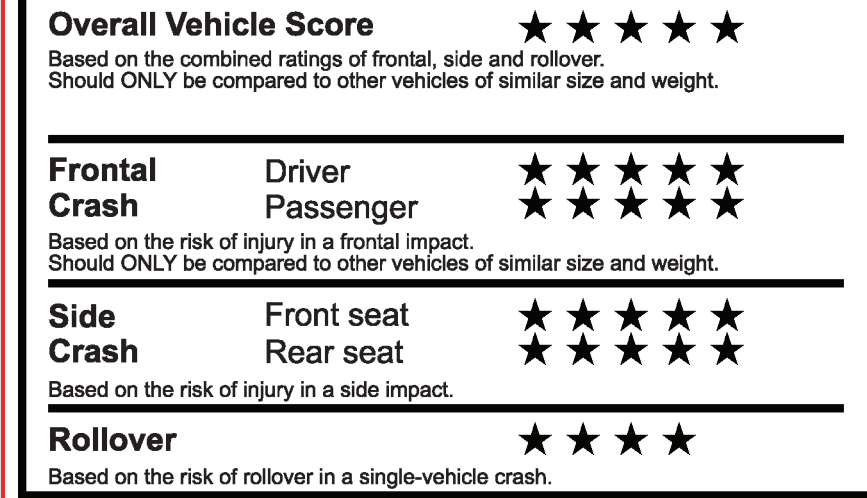 Overall Vehicle Score ★ ★ ★ ★ ★
Based on the combined ratings of frontal, side and rollover.
Should ONLY be compared to other vehicles of similar size and weight.
Frontal Driver ★ ★ ★ ★ ★
Crash Passenger ★ ★ ★ ★ ★
Based on the risk of injury in a frontal impact.
Should ONLY be compared to other vehicles of similar size and weight.
Side Front seat ★ ★ ★ ★ ★
Crash Rear seat ★ ★ ★ ★ ★
Based on the risk of injury in a side impact.
Rollover ★ ★ ★ ★
Based on the risk of rollover in a single-vehicle crash.